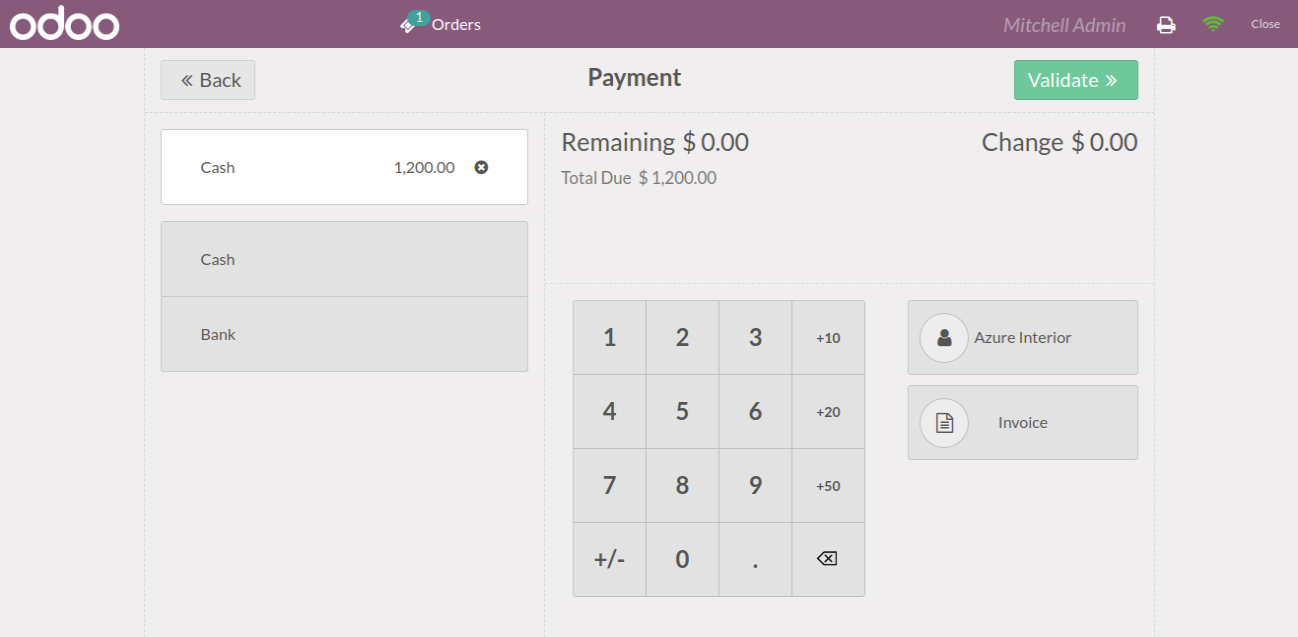 odoo
1
Orders
Mitchell Admin
Close
Back
Payment
Validate
Cash 1,200.00
Cash
Bank
Remaining $ 0.00
Change $ 0.00
Total Due $ 1,200.00
1 2 3 +10
4 5 6 +20
7 8 9 +50
+/- 0 .
Azure Interior
Invoice